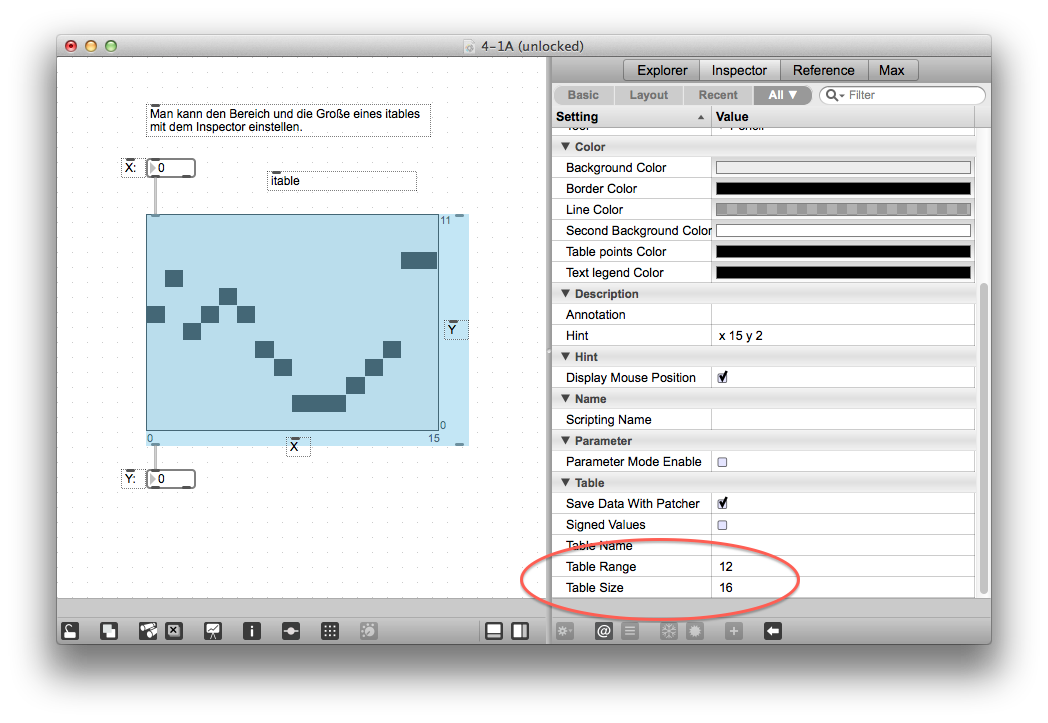 4-1A (unlocked)
Explorer Inspector Reference Max
Basic Layout Recent All ▼ Filter
Setting Value
Man kann den Bereich und die Große eines itables
mit dem Inspector einstellen.
X: 0
itable
11
Y
0
0 15
X
Y: 0
Color
Background Color
Border Color
Line Color
Second Background Color
Table points Color
Text legend Color
Description
Annotation
Hint x 15 y 2
Hint
Display Mouse Position
Name
Scripting Name
Parameter
Parameter Mode Enable
Table
Save Data With Patcher
Signed Values
Table Name
Table Range 12
Table Size 16